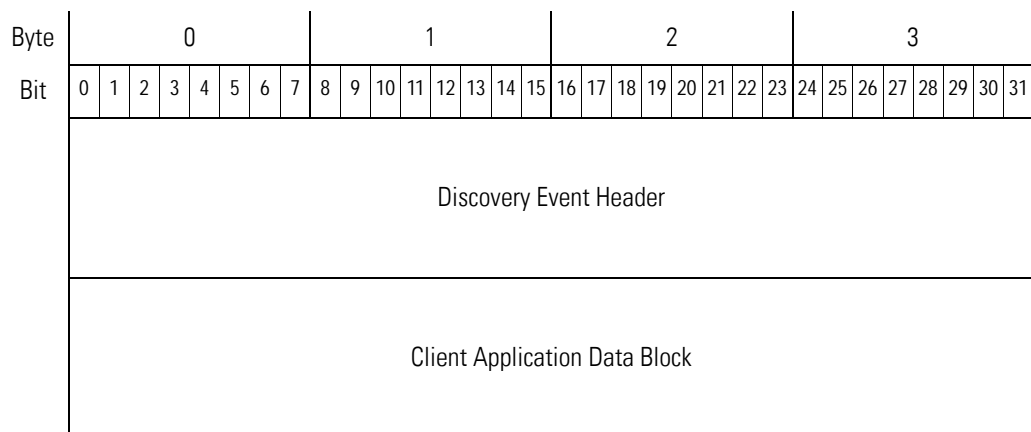 Byte 0 1 2 3
Bit 0 1 2 3 4 5 6 7 8 9 10 11 12 13 14 15 16 17 18 19 20 21 22 23 24 25 26 27 28 29 30 31
Discovery Event Header
Client Application Data Block